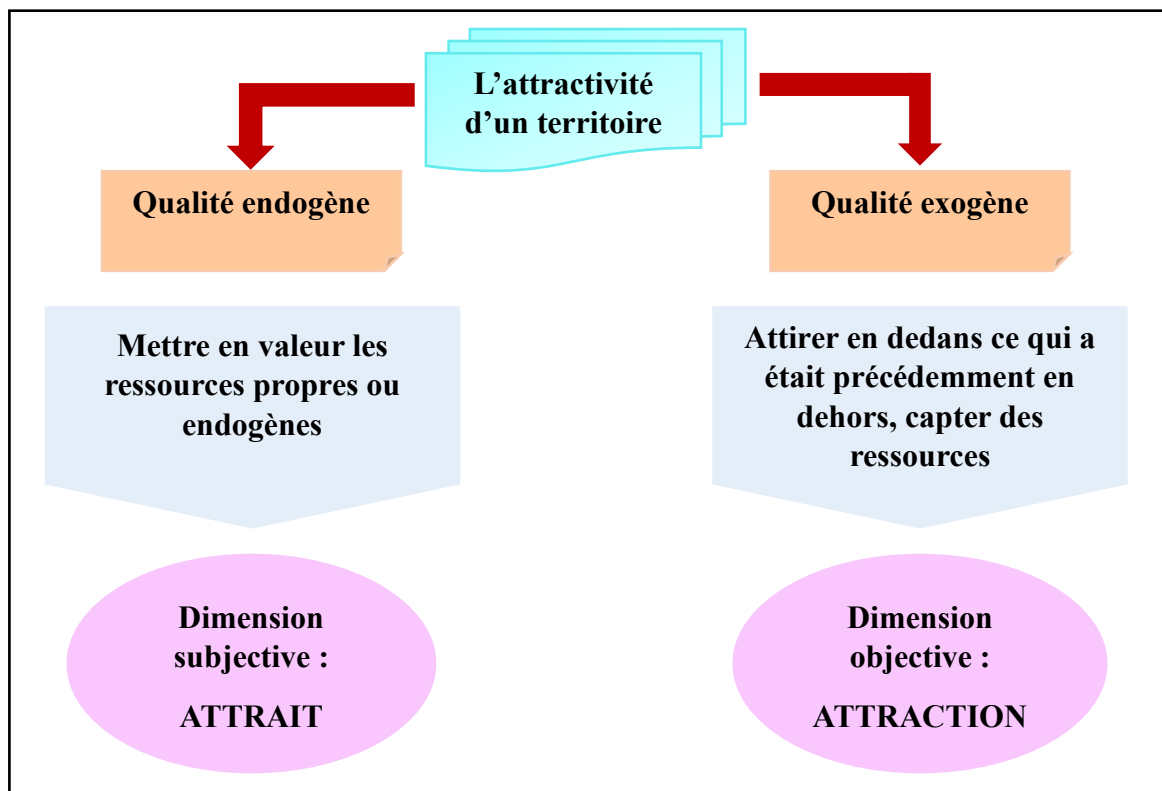 L’attractivité
d’un territoire
Qualité endogène
Qualité exogène
Mettre en valeur les
ressources propres ou
endogènes
Attirer en dedans ce qui a
était précédemment en
dehors, capter des
ressources
Dimension
subjective :
ATTRAIT
Dimension
objective :
ATTRACTION